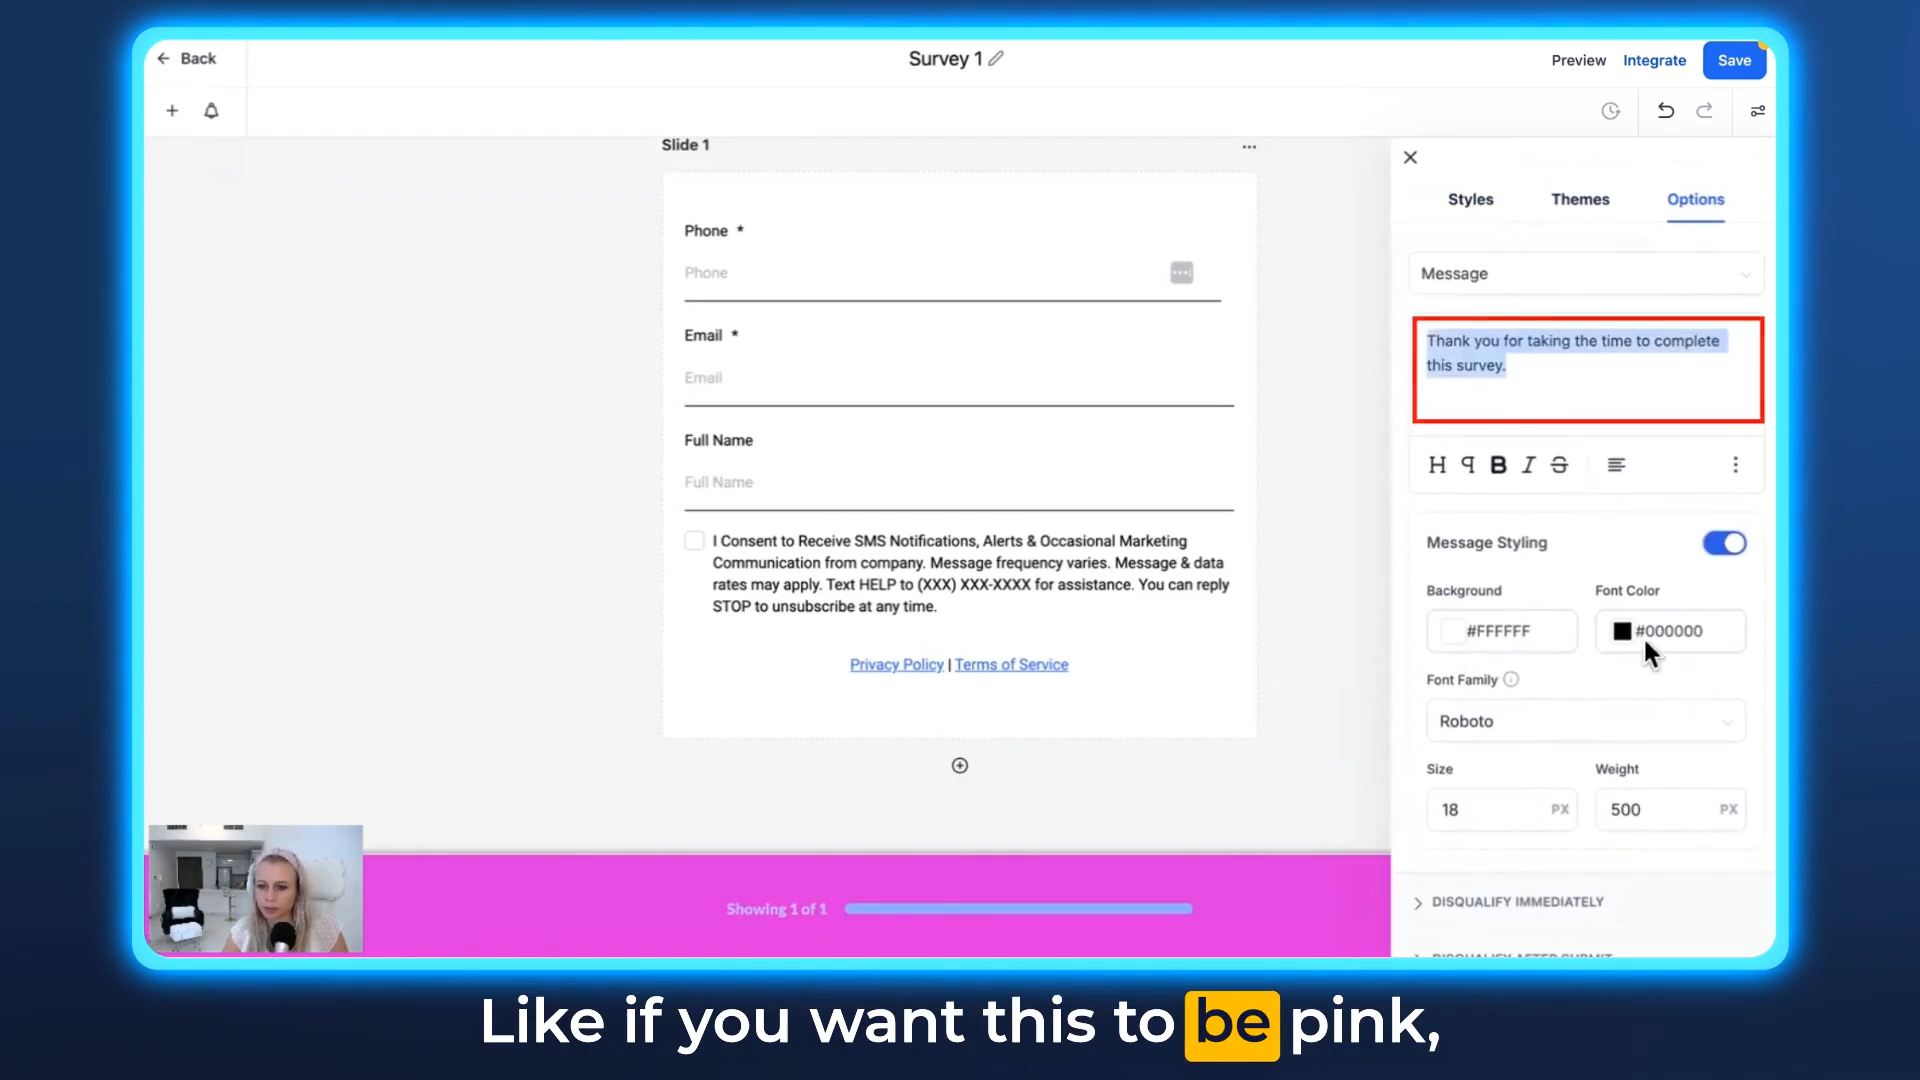 Back
Survey 1
Preview
Integrate
Save
Slide 1
Phone *
Phone
Email *
Email
Full Name
Full Name
I Consent to Receive SMS Notifications, Alerts & Occasional Marketing
Communication from company. Message frequency varies. Message & data
rates may apply. Text HELP to (XXX) XXX-XXXX for assistance. You can reply
STOP to unsubscribe at any time.
Privacy Policy | Terms of Service
Showing 1 of 1
Styles
Themes
Options
Message
Thank you for taking the time to complete
this survey.
H
B
I
S
Message Styling
Background
Font Color
#FFFFFF
#000000
Font Family
Roboto
Size
Weight
18 PX
500 PX
DISQUALIFY IMMEDIATELY
DISQUALIFY AFTER SUBMIT
Like if you want this to be pink,